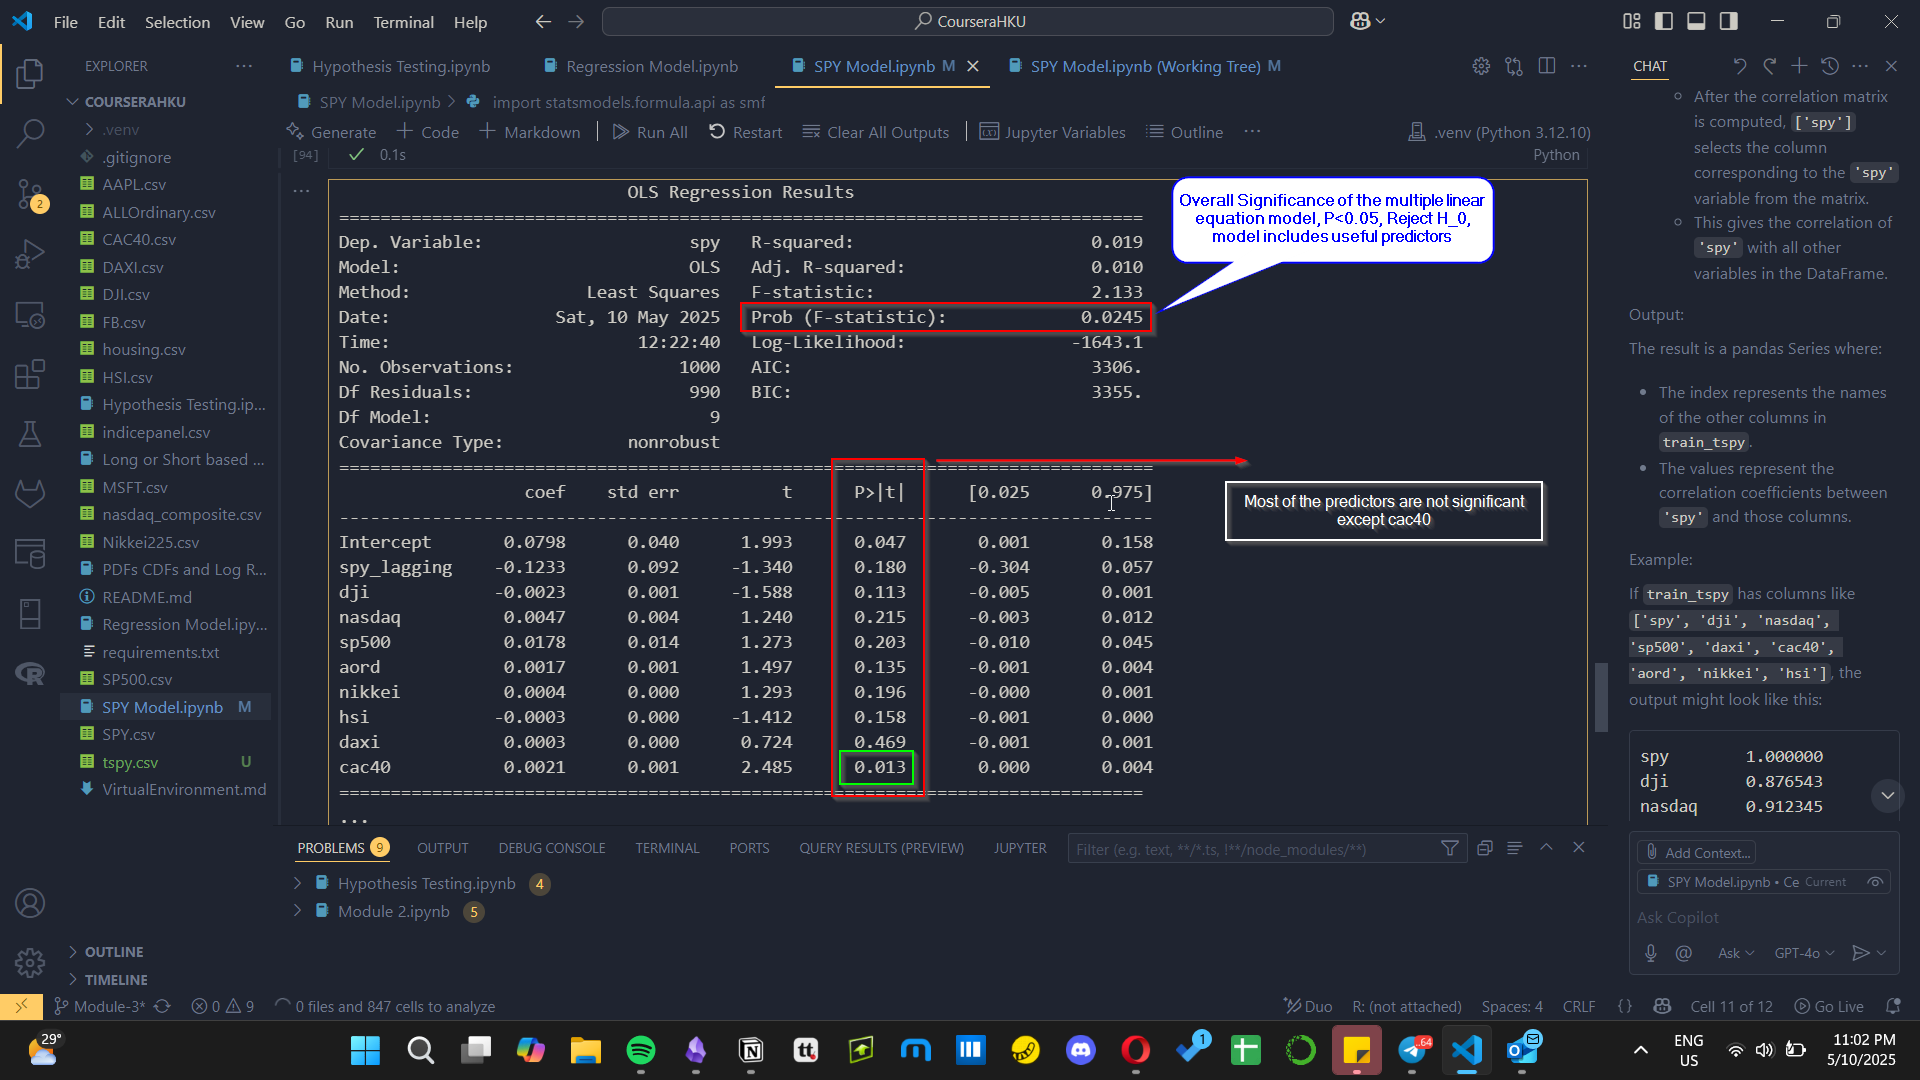 File Edit Selection View Go Run Terminal Help
CourseraHKU
EXPLORER
COURSERAHKU
.venv
.gitignore
AAPL.csv
ALLOrdinary.csv
CAC40.csv
DAXI.csv
DJI.csv
FB.csv
housing.csv
HSI.csv
Hypothesis Testing.ip...
indicepanel.csv
Long or Short based ...
MSFT.csv
nasdaq_composite.csv
Nikkei225.csv
PDFs CDFs and Log R...
README.md
Regression Model.ipy...
requirements.txt
SP500.csv
SPY Model.ipynb M
SPY.csv
tspy.csv U
VirtualEnvironment.md
OUTLINE
TIMELINE
2
Hypothesis Testing.ipynb Regression Model.ipynb SPY Model.ipynb M SPY Model.ipynb (Working Tree) M
SPY Model.ipynb > import statsmodels.formula.api as smf
Generate + Code + Markdown Run All Restart Clear All Outputs Jupyter Variables Outline ... .venv (Python 3.12.10)
[94] 0.1s Python
...
OLS Regression Results
==============================================================================
Dep. Variable: spy R-squared: 0.019
Model: OLS Adj. R-squared: 0.010
Method: Least Squares F-statistic: 2.133
Date: Sat, 10 May 2025 Prob (F-statistic): 0.0245
Time: 12:22:40 Log-Likelihood: -1643.1
No. Observations: 1000 AIC: 3306.
Df Residuals: 990 BIC: 3355.
Df Model: 9
Covariance Type: nonrobust
===============================================================================
coef std err t P>|t| [0.025 0.975]
-------------------------------------------------------------------------------
Intercept 0.0798 0.040 1.993 0.047 0.001 0.158
spy_lagging -0.1233 0.092 -1.340 0.180 -0.304 0.057
dji -0.0023 0.001 -1.588 0.113 -0.005 0.001
nasdaq 0.0047 0.004 1.240 0.215 -0.003 0.012
sp500 0.0178 0.014 1.273 0.203 -0.010 0.045
aord 0.0017 0.001 1.497 0.135 -0.001 0.004
nikkei 0.0004 0.000 1.293 0.196 -0.000 0.001
hsi -0.0003 0.000 -1.412 0.158 -0.001 0.000
daxi 0.0003 0.000 0.724 0.469 -0.001 0.001
cac40 0.0021 0.001 2.485 0.013 0.000 0.004
==============================================================================
...
Overall Significance of the multiple linear
equation model, P<0.05, Reject H_0,
model includes useful predictors
Most of the predictors are not significant
except cac40
PROBLEMS 9 OUTPUT DEBUG CONSOLE TERMINAL PORTS QUERY RESULTS (PREVIEW) JUPYTER
Filter (e.g. text, **/*.ts, !**/node_modules/**)
Hypothesis Testing.ipynb 4
Module 2.ipynb 5
CHAT
After the correlation matrix
is computed, ['spy']
selects the column
corresponding to the 'spy'
variable from the matrix.
This gives the correlation of
'spy' with all other
variables in the DataFrame.
Output:
The result is a pandas Series where:
The index represents the names
of the other columns in
train_tspy.
The values represent the
correlation coefficients between
'spy' and those columns.
Example:
If train_tspy has columns like
['spy', 'dji', 'nasdaq',
'sp500', 'daxi', 'cac40',
'aord', 'nikkei', 'hsi'], the
output might look like this:
spy 1.000000
dji 0.876543
nasdaq 0.912345
Add Context...
SPY Model.ipynb • Ce Current
Ask Copilot
@ Ask GPT-4o
Module-3* 0 9 0 files and 847 cells to analyze
Duo R: (not attached) Spaces: 4 CRLF {} Cell 11 of 12 Go Live
29°
tt
1
64
ENG
US
11:02 PM
5/10/2025